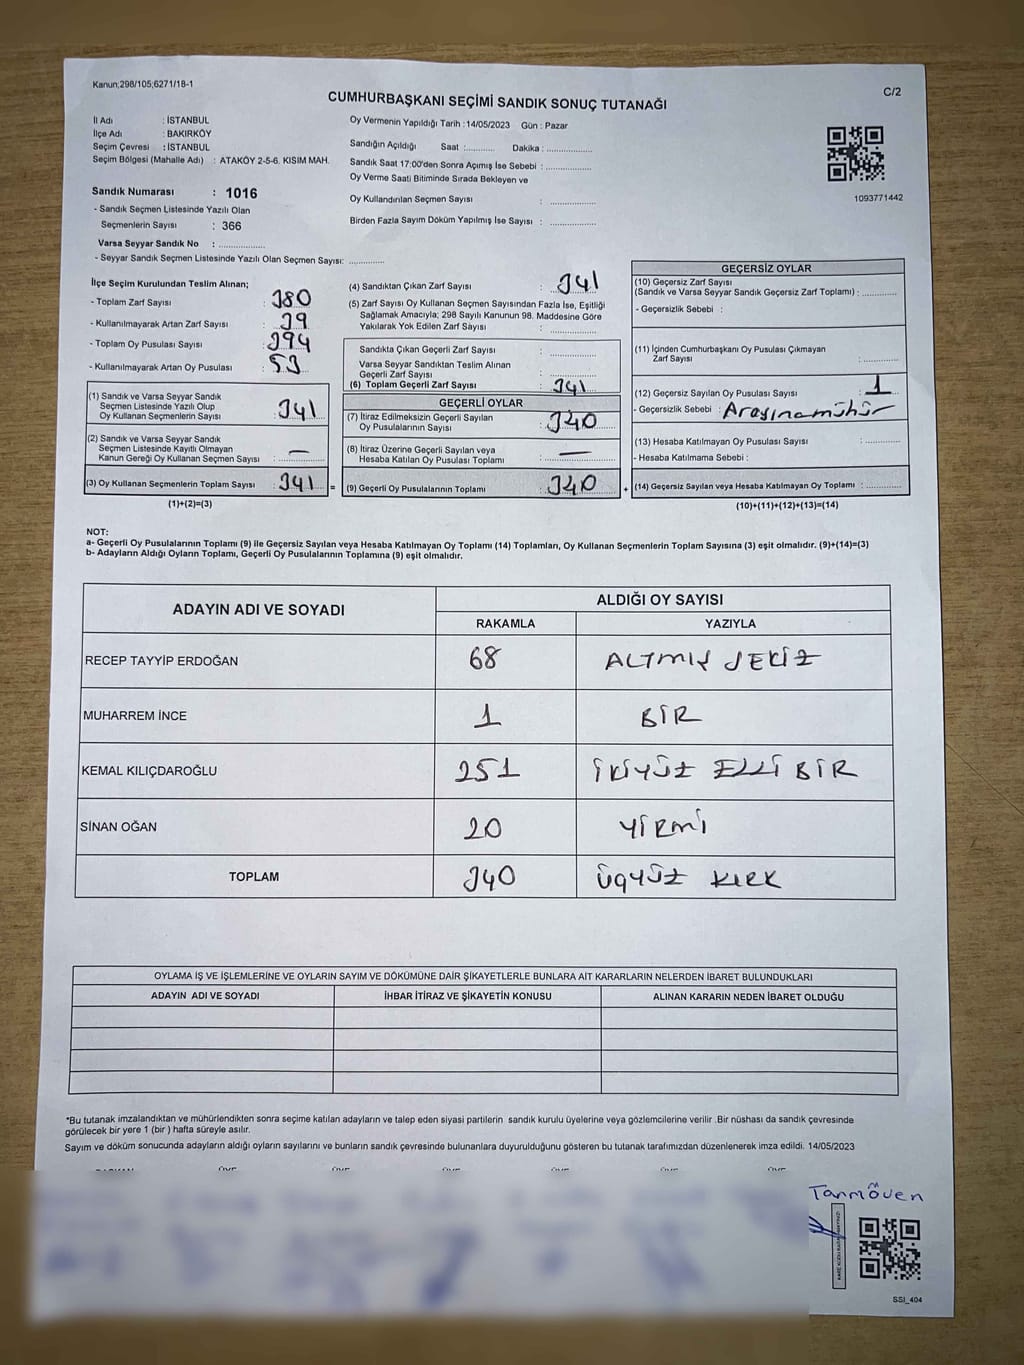 Kanun;298/105;6271/18-1
C/2
CUMHURBAŞKANI SEÇİMİ SANDIK SONUÇ TUTANAĞI
İl Adı : İSTANBUL
İlçe Adı : BAKIRKÖY
Seçim Çevresi : İSTANBUL
Seçim Bölgesi (Mahalle Adı) : ATAKÖY 2-5-6. KISIM MAH.
Sandık Numarası : 1016
- Sandık Seçmen Listesinde Yazılı Olan
Seçmenlerin Sayısı : 366
Varsa Seyyar Sandık No : ................
- Seyyar Sandık Seçmen Listesinde Yazılı Olan Seçmen Sayısı: ............
Oy Vermenin Yapıldığı Tarih : 14/05/2023 Gün : Pazar
Sandığın Açıldığı Saat :.......... Dakika : ..............
Sandık Saat 17:00'den Sonra Açımış İse Sebebi : ..............
Oy Verme Saati Bitiminde Sırada Bekleyen ve
Oy Kullandırılan Seçmen Sayısı : ..............
Birden Fazla Sayım Döküm Yapılmış İse Sayısı : ..............
1093771442
İlçe Seçim Kurulundan Teslim Alınan;
- Toplam Zarf Sayısı : 380
- Kullanılmayarak Artan Zarf Sayısı : 39
- Toplam Oy Pusulası Sayısı : 394
- Kullanılmayarak Artan Oy Pusulası : 53
(1) Sandık ve Varsa Seyyar Sandık
Seçmen Listesinde Yazılı Olup
Oy Kullanan Seçmenlerin Sayısı : 341
(2) Sandık ve Varsa Seyyar Sandık
Seçmen Listesinde Kayıtlı Olmayan
Kanun Gereği Oy Kullanan Seçmen Sayısı : —
(3) Oy Kullanan Seçmenlerin Toplam Sayısı : 341 =
(1)+(2)=(3)
(4) Sandıktan Çıkan Zarf Sayısı : 341
(5) Zarf Sayısı Oy Kullanan Seçmen Sayısından Fazla İse, Eşitliği
Sağlamak Amacıyla; 298 Sayılı Kanunun 98. Maddesine Göre
Yakılarak Yok Edilen Zarf Sayısı : ..............
Sandıkta Çıkan Geçerli Zarf Sayısı : ..............
Varsa Seyyar Sandıktan Teslim Alınan
Geçerli Zarf Sayısı : ..............
(6) Toplam Geçerli Zarf Sayısı : 341
GEÇERLİ OYLAR
(7) İtiraz Edilmeksizin Geçerli Sayılan
Oy Pusulalarının Sayısı : 340
(8) İtiraz Üzerine Geçerli Sayılan veya
Hesaba Katılan Oy Pusulası Toplamı : —
(9) Geçerli Oy Pusulalarının Toplamı : 340 +
GEÇERSİZ OYLAR
(10) Geçersiz Zarf Sayısı
(Sandık ve Varsa Seyyar Sandık Geçersiz Zarf Toplamı) : ............
- Geçersizlik Sebebi :
(11) İçinden Cumhurbaşkanı Oy Pusulası Çıkmayan
Zarf Sayısı : ............
(12) Geçersiz Sayılan Oy Pusulası Sayısı : 1
- Geçersizlik Sebebi : Arasına mühür
(13) Hesaba Katılmayan Oy Pusulası Sayısı : ............
- Hesaba Katılmama Sebebi :
(14) Geçersiz Sayılan veya Hesaba Katılmayan Oy Toplamı : ............
(10)+(11)+(12)+(13)=(14)
NOT:
a- Geçerli Oy Pusulalarının Toplamı (9) ile Geçersiz Sayılan veya Hesaba Katılmayan Oy Toplamı (14) Toplamları, Oy Kullanan Seçmenlerin Toplam Sayısına (3) eşit olmalıdır. (9)+(14)=(3)
b- Adayların Aldığı Oyların Toplamı, Geçerli Oy Pusulalarının Toplamına (9) eşit olmalıdır.
ADAYIN ADI VE SOYADI
ALDIĞI OY SAYISI
RAKAMLA YAZIYLA
RECEP TAYYİP ERDOĞAN 68 ALTMIŞ SEKİZ
MUHARREM İNCE 1 BİR
KEMAL KILIÇDAROĞLU 251 İKİYÜZ ELLİ BİR
SİNAN OĞAN 20 YİRMİ
TOPLAM 340 ÜÇYÜZ KIRK
OYLAMA İŞ VE İŞLEMLERİNE VE OYLARIN SAYIM VE DÖKÜMÜNE DAİR ŞİKAYETLERLE BUNLARA AİT KARARLARIN NELERDEN İBARET BULUNDUKLARI
ADAYIN ADI VE SOYADI İHBAR İTİRAZ VE ŞİKAYETİN KONUSU ALINAN KARARIN NEDEN İBARET OLDUĞU
*Bu tutanak imzalandıktan ve mühürlendikten sonra seçime katılan adayların ve talep eden siyasi partilerin sandık kurulu üyelerine veya gözlemcilerine verilir .Bir nüshası da sandık çevresinde
görülecek bir yere 1 (bir ) hafta süreyle asılır.
Sayım ve döküm sonucunda adayların aldığı oyların sayılarını ve bunların sandık çevresinde bulunanlara duyurulduğunu gösteren bu tutanak tarafımızdan düzenlenerek imza edildi. 14/05/2023
Tanmöven
SSI_404